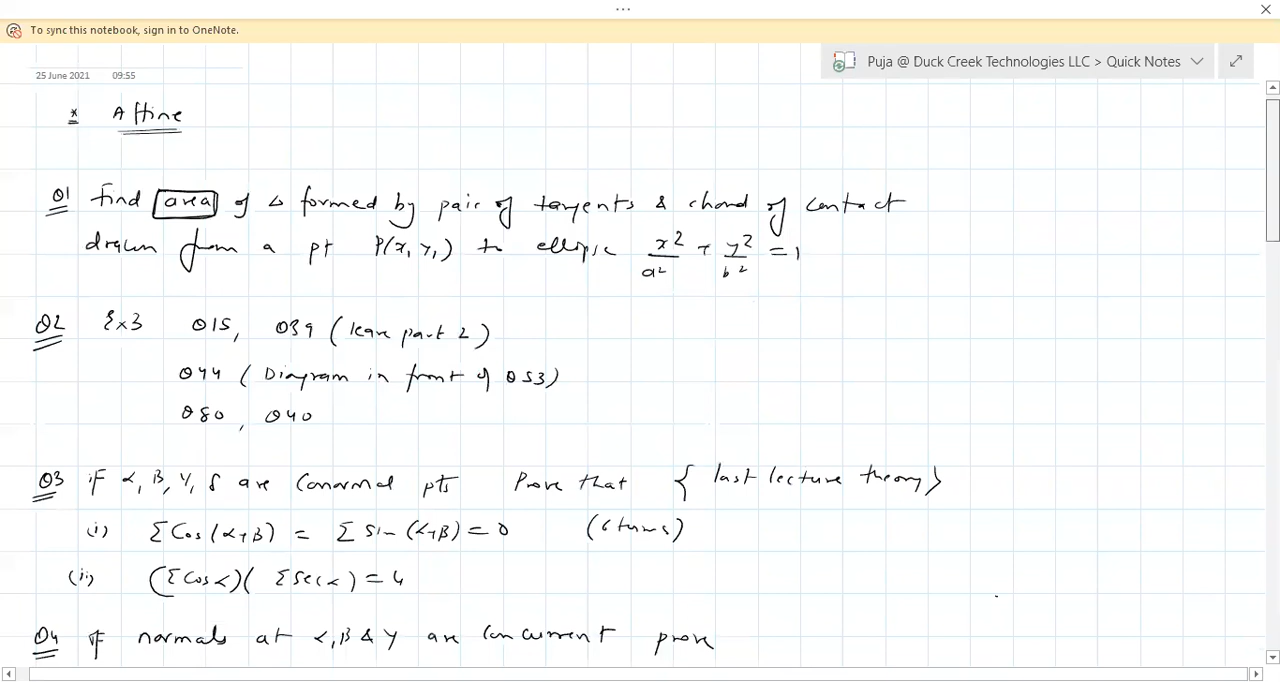 To sync this notebook, sign in to OneNote.
Puja @ Duck Creek Technologies LLC > Quick Notes
25 June 2021 09:55
* Affine
Q1 find area of Δ formed by pair of tangents & chord of contact
drawn from a pt P(x₁ y₁) to ellipse x²/a² + y²/b² = 1
Q2 Ex3 Q15, Q39 (leave part 2)
Q44 (Diagram in front of Q53)
Q80, Q40
Q3 if α, β, γ, δ are conormal pts Prove that {last lecture theory}
(i) Σ Cos(α+β) = Σ sin(α+β) = 0 (6 terms)
(ii) (Σ Cos α)(Σ Sec α) = 4
Q4 if normals at α, β & γ are concurrent prove